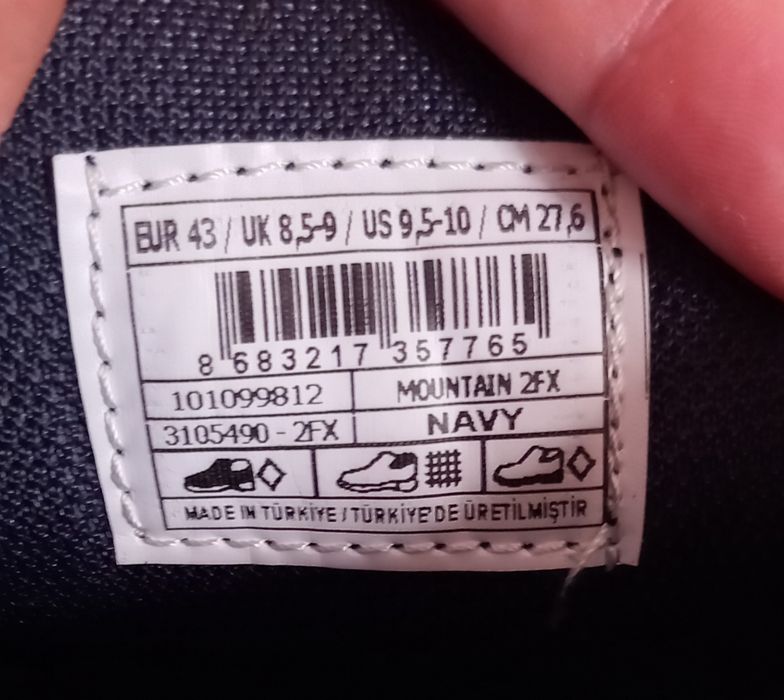 EUR 43 / UK 8,5-9 / US 9,5-10 / CM 27,6
8 683217 357765
101099812 MOUNTAIN 2FX
3105490 - 2FX NAVY
MADE IN TÜRKİYE / TÜRKİYE'DE ÜRETİLMİŞTİR